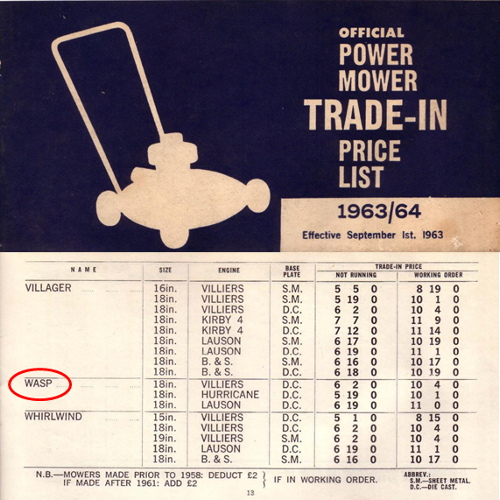 OFFICIAL
POWER
MOWER
TRADE-IN
PRICE
LIST
1963/64
Effective September 1st. 1963
NAME SIZE ENGINE BASE PLATE TRADE-IN PRICE
NOT RUNNING WORKING ORDER
VILLAGER 16in. VILLIERS S.M. 5 5 0 8 19 0
18in. VILLIERS S.M. 5 19 0 10 1 0
18in. VILLIERS D.C. 6 2 0 10 4 0
18in. KIRBY 4 S.M. 7 7 0 11 9 0
18in. KIRBY 4 D.C. 7 12 0 11 14 0
18in. LAUSON S.M. 6 17 0 10 19 0
18in. LAUSON D.C. 6 19 0 11 1 0
18in. B. & S. S.M. 6 16 0 10 17 0
18in. B. & S. D.C. 6 18 0 10 19 0
WASP 18in. VILLIERS D.C. 6 2 0 10 4 0
18in. HURRICANE D.C. 5 19 0 10 1 0
18in. LAUSON D.C. 6 19 0 11 0 0
WHIRLWIND 15in. VILLIERS D.C. 5 1 0 8 15 0
18in. VILLIERS D.C. 6 2 0 10 4 0
19in. VILLIERS S.M. 6 2 0 10 4 0
18in. LAUSON D.C. 6 19 0 11 1 0
18in. B. & S. S.M. 6 16 0 10 17 0
N.B.—MOWERS MADE PRIOR TO 1958: DEDUCT £2
IF MADE AFTER 1961: ADD £2
IF IN WORKING ORDER.
ABBREV.:
S.M.—SHEET METAL.
D.C.—DIE CAST.
13